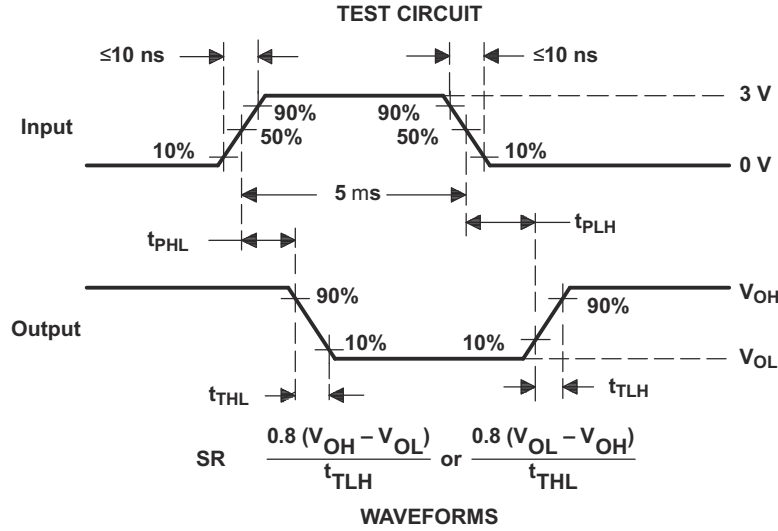 TEST CIRCUIT
≤10 ns
≤10 ns
3 V
90%
90%
Input
50%
50%
10%
10%
0 V
5 ms
tPHL
tPLH
VOH
90%
90%
Output
10%
10%
VOL
tTHL
tTLH
SR 0.8 (VOH – VOL) / tTLH or 0.8 (VOL – VOH) / tTHL
WAVEFORMS